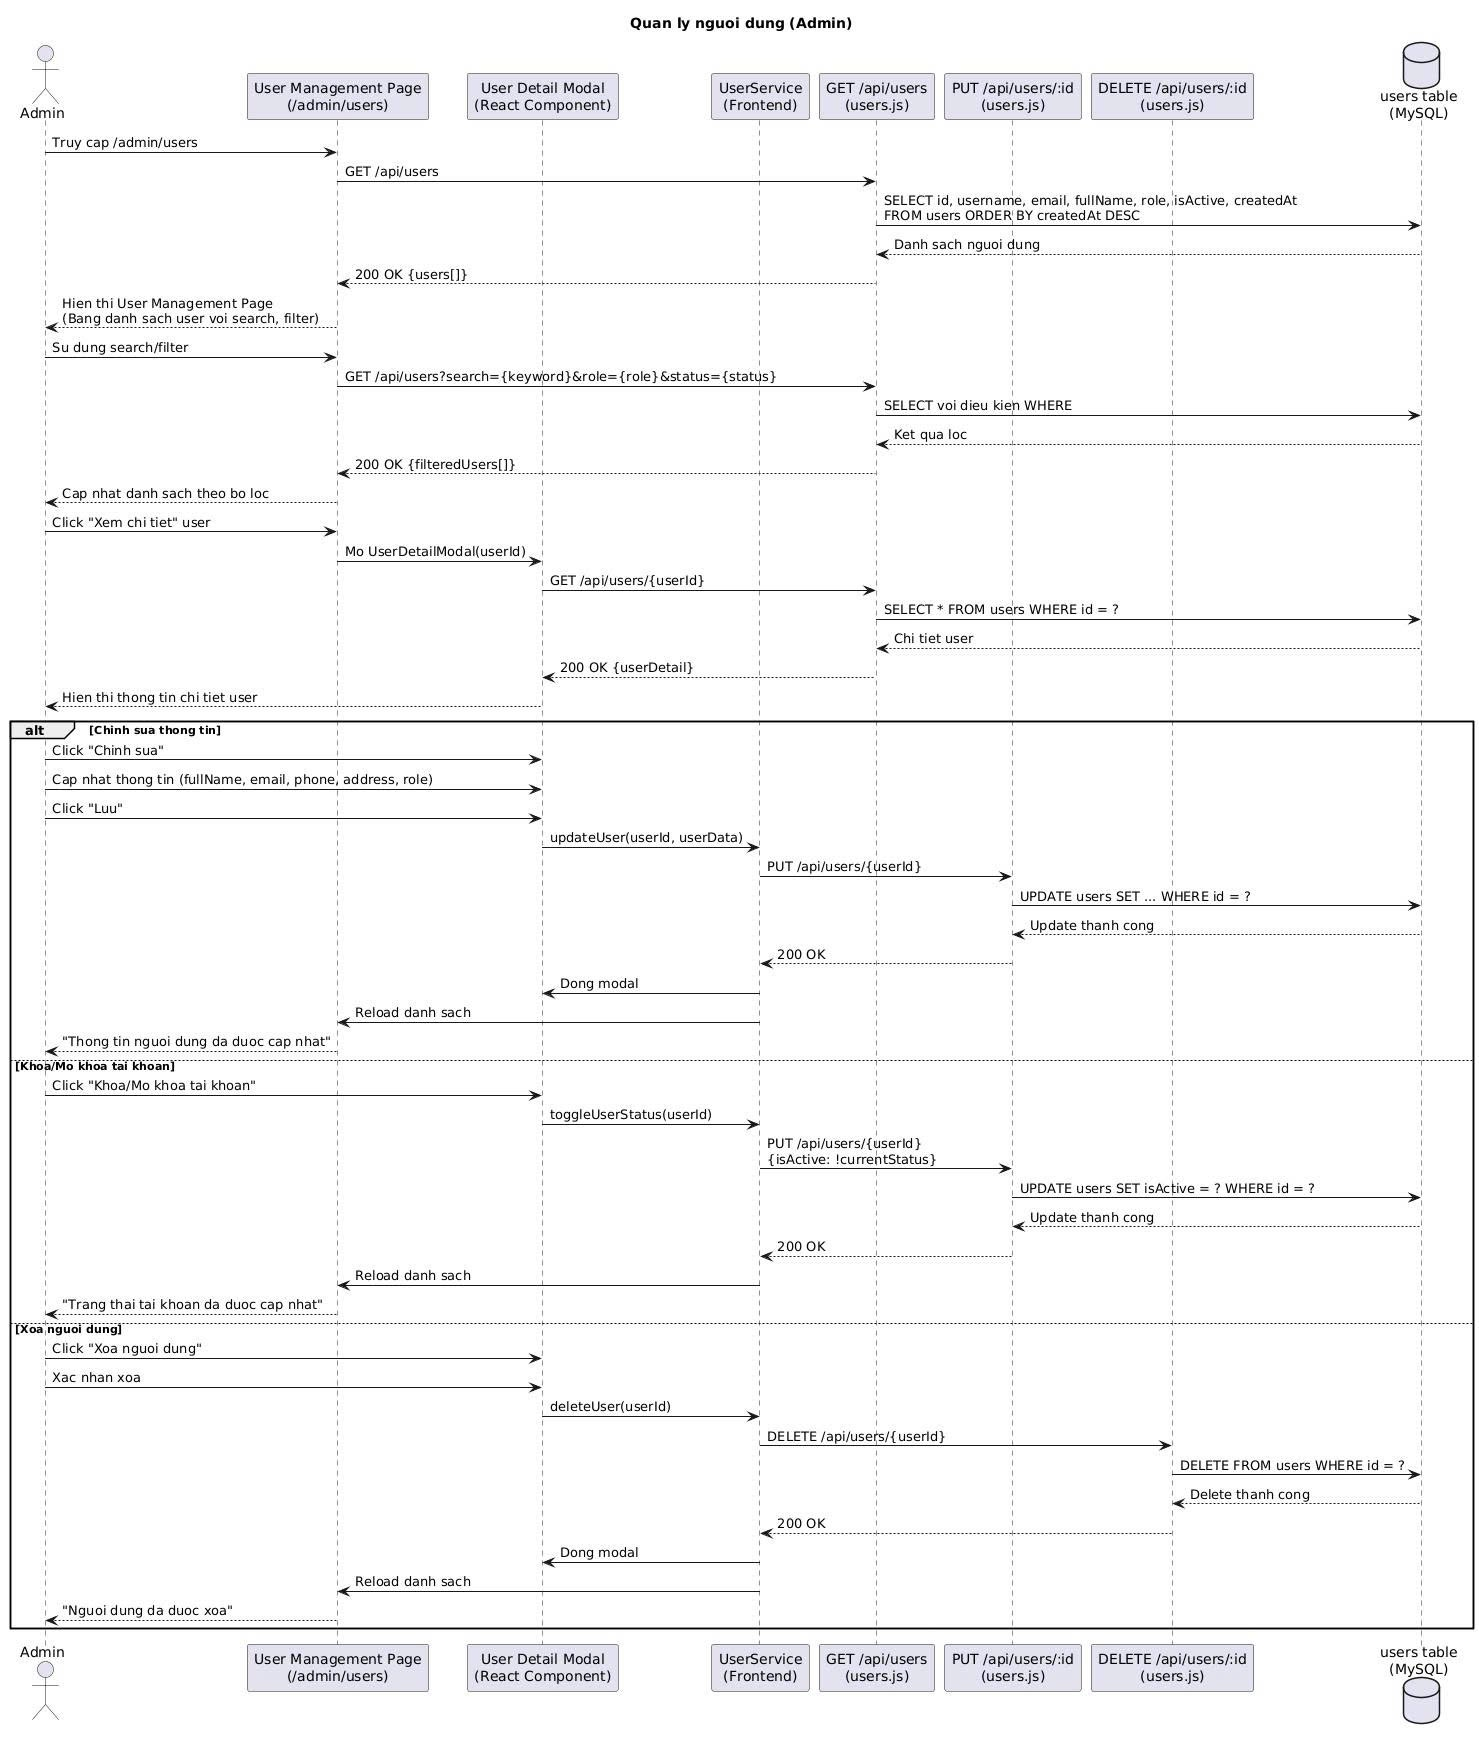 Quan ly nguoi dung (Admin)
Admin
User Management Page
(/admin/users)
User Detail Modal
(React Component)
UserService
(Frontend)
GET /api/users
(users.js)
PUT /api/users/:id
(users.js)
DELETE /api/users/:id
(users.js)
users table
(MySQL)
Truy cap /admin/users
GET /api/users
SELECT id, username, email, fullName, role, isActive, createdAt
FROM users ORDER BY createdAt DESC
Danh sach nguoi dung
200 OK {users[]}
Hien thi User Management Page
(Bang danh sach user voi search, filter)
Su dung search/filter
GET /api/users?search={keyword}&role={role}&status={status}
SELECT voi dieu kien WHERE
Ket qua loc
200 OK {filteredUsers[]}
Cap nhat danh sach theo bo loc
Click "Xem chi tiet" user
Mo UserDetailModal(userId)
GET /api/users/{userId}
SELECT * FROM users WHERE id = ?
Chi tiet user
200 OK {userDetail}
Hien thi thong tin chi tiet user
alt [Chinh sua thong tin]
Click "Chinh sua"
Cap nhat thong tin (fullName, email, phone, address, role)
Click "Luu"
updateUser(userId, userData)
PUT /api/users/{userId}
UPDATE users SET ... WHERE id = ?
Update thanh cong
200 OK
Dong modal
Reload danh sach
"Thong tin nguoi dung da duoc cap nhat"
[Khoa/Mo khoa tai khoan]
Click "Khoa/Mo khoa tai khoan"
toggleUserStatus(userId)
PUT /api/users/{userId}
{isActive: !currentStatus}
UPDATE users SET isActive = ? WHERE id = ?
Update thanh cong
200 OK
Reload danh sach
"Trang thai tai khoan da duoc cap nhat"
[Xoa nguoi dung]
Click "Xoa nguoi dung"
Xac nhan xoa
deleteUser(userId)
DELETE /api/users/{userId}
DELETE FROM users WHERE id = ?
Delete thanh cong
200 OK
Dong modal
Reload danh sach
"Nguoi dung da duoc xoa"
Admin
User Management Page
(/admin/users)
User Detail Modal
(React Component)
UserService
(Frontend)
GET /api/users
(users.js)
PUT /api/users/:id
(users.js)
DELETE /api/users/:id
(users.js)
users table
(MySQL)